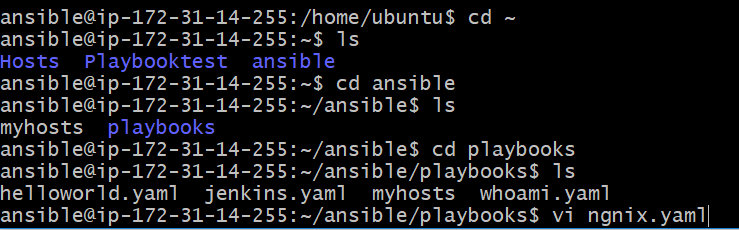 ansible@ip-172-31-14-255:/home/ubuntu$ cd ~
ansible@ip-172-31-14-255:~$ ls
Hosts  Playbooktest  ansible
ansible@ip-172-31-14-255:~$ cd ansible
ansible@ip-172-31-14-255:~/ansible$ ls
myhosts  playbooks
ansible@ip-172-31-14-255:~/ansible$ cd playbooks
ansible@ip-172-31-14-255:~/ansible/playbooks$ ls
helloworld.yaml  jenkins.yaml  myhosts  whoami.yaml
ansible@ip-172-31-14-255:~/ansible/playbooks$ vi ngnix.yaml